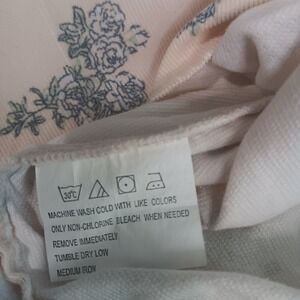 30°C
MACHINE WASH COLD WITH LIKE COLORS
ONLY NON-CHLORINE BLEACH WHEN NEEDED
REMOVE IMMEDIATELY
TUMBLE DRY LOW
MEDIUM IRON